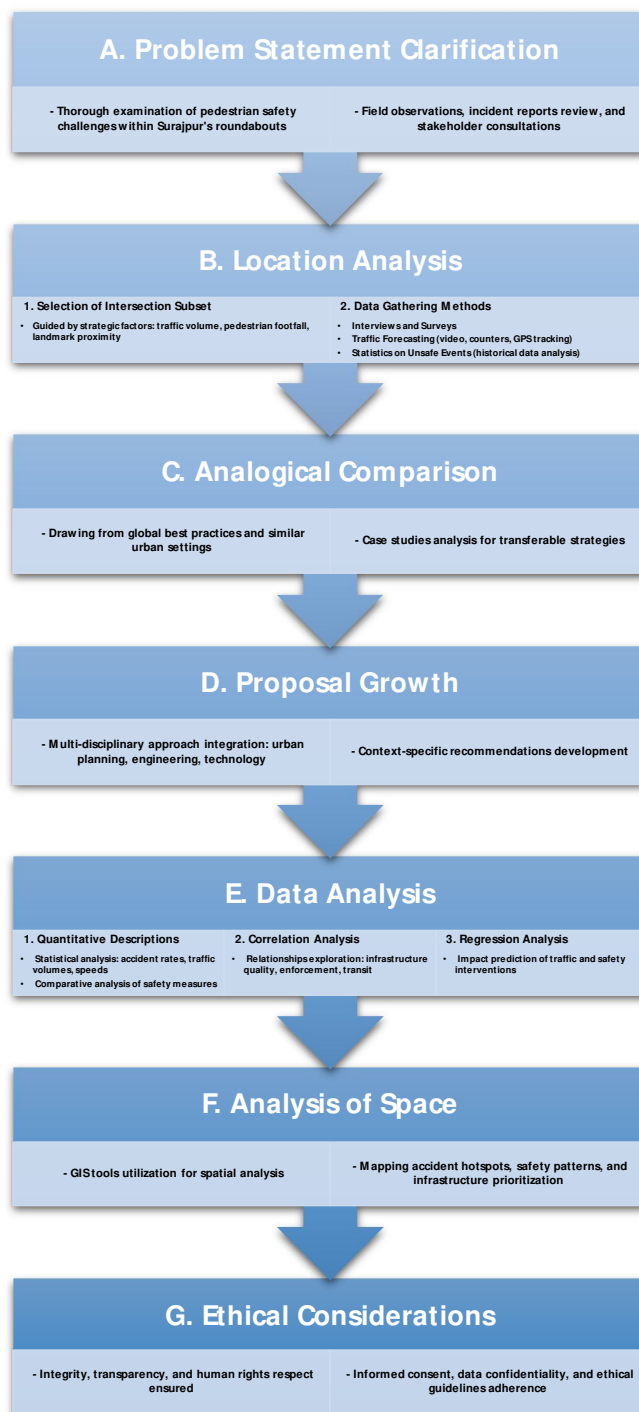 A. Problem Statement Clarification
- Thorough examination of pedestrian safety
challenges within Surajpur's roundabouts
- Field observations, incident reports review, and
stakeholder consultations
B. Location Analysis
1. Selection of Intersection Subset
• Guided by strategic factors: traffic volume, pedestrian footfall,
landmark proximity
2. Data Gathering Methods
• Interviews and Surveys
• Traffic Forecasting (video, counters, GPS tracking)
• Statistics on Unsafe Events (historical data analysis)
C. Analogical Comparison
- Drawing from global best practices and similar
urban settings
- Case studies analysis for transferable strategies
D. Proposal Growth
- Multi-disciplinary approach integration: urban
planning, engineering, technology
- Context-specific recommendations development
E. Data Analysis
1. Quantitative Descriptions
• Statistical analysis: accident rates, traffic
volumes, speeds
• Comparative analysis of safety measures
2. Correlation Analysis
• Relationships exploration: infrastructure
quality, enforcement, transit
3. Regression Analysis
• Impact prediction of traffic and safety
interventions
F. Analysis of Space
- GIS tools utilization for spatial analysis
- Mapping accident hotspots, safety patterns, and
infrastructure prioritization
G. Ethical Considerations
- Integrity, transparency, and human rights respect
ensured
- Informed consent, data confidentiality, and ethical
guidelines adherence